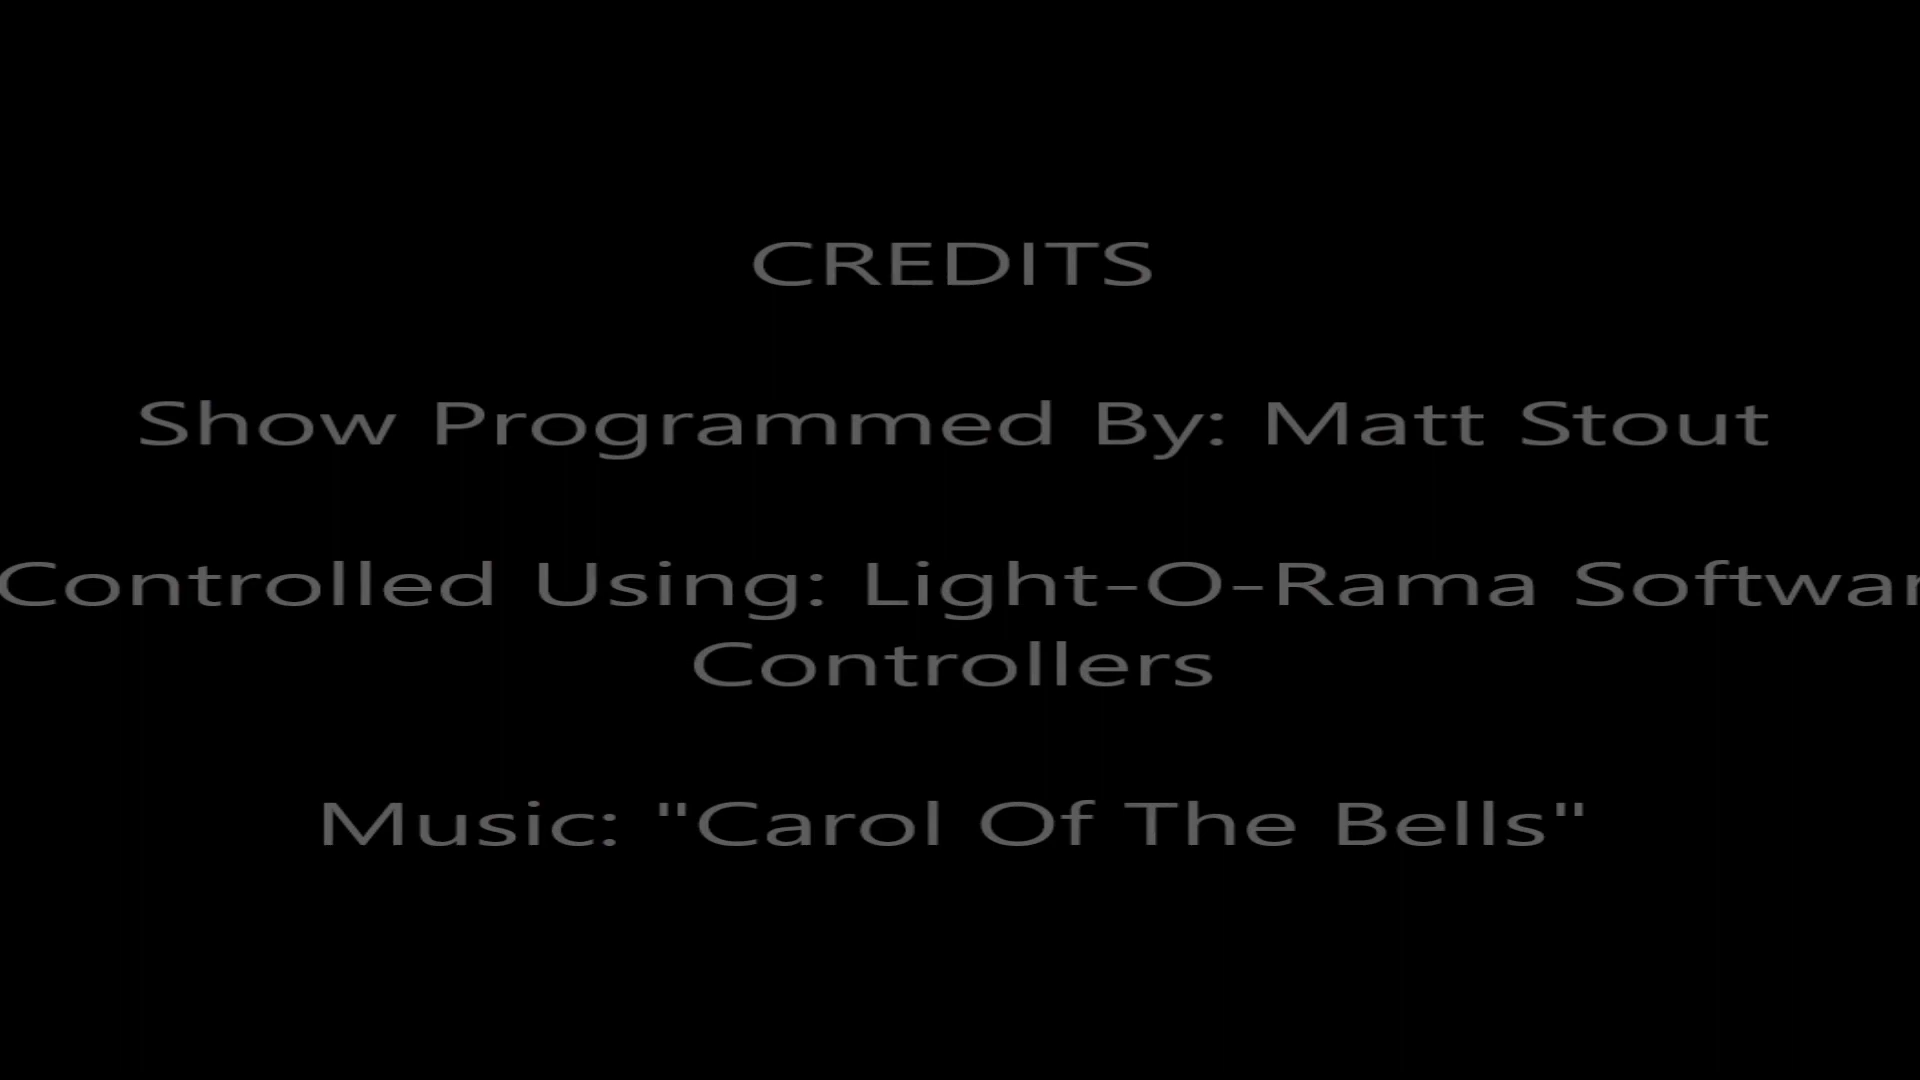 CREDITS
Show Programmed By: Matt Stout
Controlled Using: Light-O-Rama Softwar
Controllers
Music: "Carol Of The Bells"